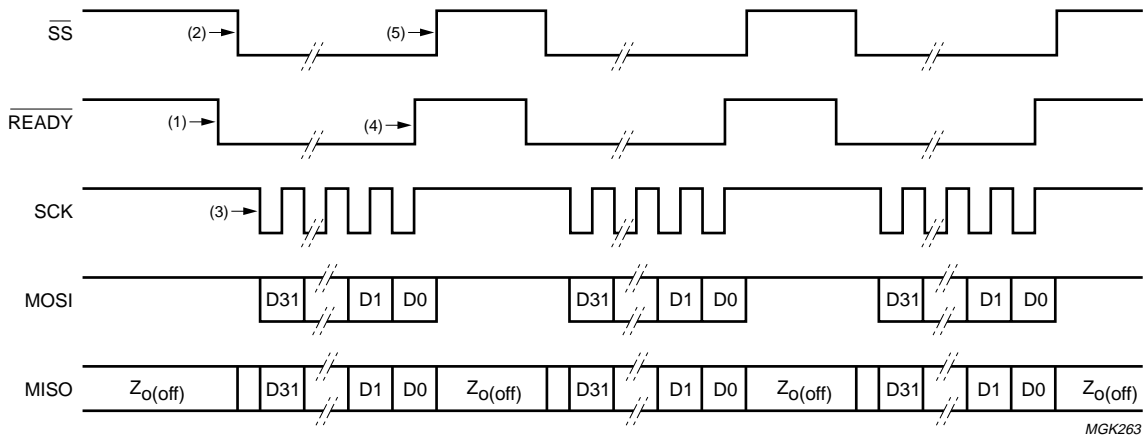 SS
(2)
(5)
READY
(1)
(4)
SCK
(3)
MOSI
D31 D1 D0 D31 D1 D0 D31 D1 D0
MISO
Zo(off) D31 D1 D0 Zo(off) D31 D1 D0 Zo(off) D31 D1 D0 Zo(off)
MGK263